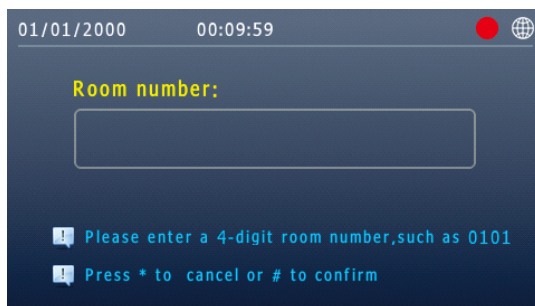 01/01/2000 00:09:59
Room number:
Please enter a 4-digit room number,such as 0101
Press * to cancel or # to confirm